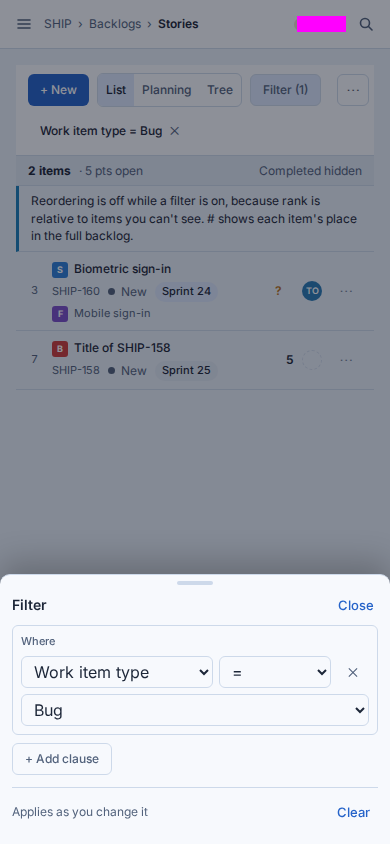 SHIP › Backlogs › Stories
+ New List Planning Tree Filter (1) ···
Work item type = Bug ×
2 items · 5 pts open Completed hidden
Reordering is off while a filter is on, because rank is
relative to items you can't see. # shows each item's place
in the full backlog.
S Biometric sign-in
3 SHIP-160 New Sprint 24 ? TO ···
F Mobile sign-in
B Title of SHIP-158
7 SHIP-158 New Sprint 25 5 ···
Filter Close
Where
Work item type = ×
Bug
+ Add clause
Applies as you change it Clear